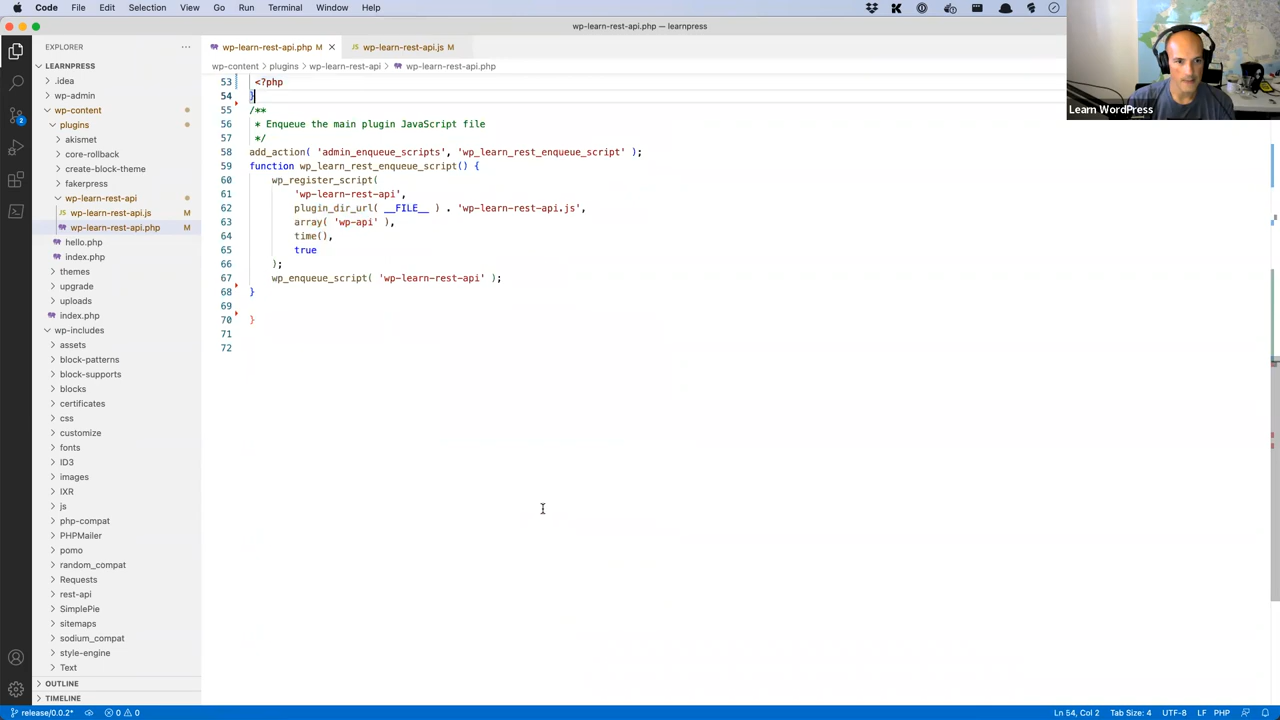 Code File Edit Selection View Go Run Terminal Window Help
wp-learn-rest-api.php — learnpress
EXPLORER
wp-learn-rest-api.php M
wp-learn-rest-api.js M
LEARNPRESS
wp-content > plugins > wp-learn-rest-api > wp-learn-rest-api.php
.idea
wp-admin
wp-content
plugins
akismet
core-rollback
create-block-theme
fakerpress
wp-learn-rest-api
wp-learn-rest-api.js M
wp-learn-rest-api.php M
hello.php
index.php
themes
upgrade
uploads
index.php
wp-includes
assets
block-patterns
block-supports
blocks
certificates
css
customize
fonts
ID3
images
IXR
js
php-compat
PHPMailer
pomo
random_compat
Requests
rest-api
SimplePie
sitemaps
sodium_compat
style-engine
Text
OUTLINE
TIMELINE
2
53 <?php
54 }
55 /**
56 * Enqueue the main plugin JavaScript file
57 */
58 add_action( 'admin_enqueue_scripts', 'wp_learn_rest_enqueue_script' );
59 function wp_learn_rest_enqueue_script() {
60 wp_register_script(
61 'wp-learn-rest-api',
62 plugin_dir_url( __FILE__ ) . 'wp-learn-rest-api.js',
63 array( 'wp-api' ),
64 time(),
65 true
66 );
67 wp_enqueue_script( 'wp-learn-rest-api' );
68 }
69
70 }
71
72
Learn WordPress
release/0.0.2* 0 0 Ln 54, Col 2 Tab Size: 4 UTF-8 LF PHP